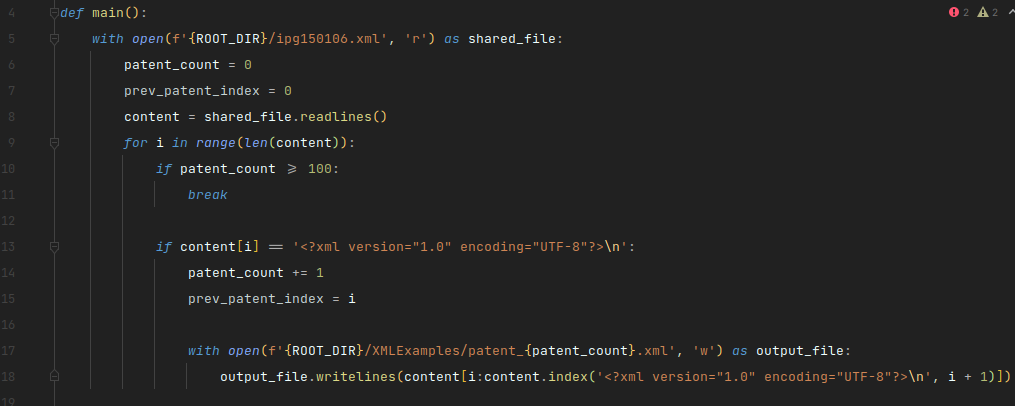 4 def main():
5 with open(f'{ROOT_DIR}/ipg150106.xml', 'r') as shared_file:
6 patent_count = 0
7 prev_patent_index = 0
8 content = shared_file.readlines()
9 for i in range(len(content)):
10 if patent_count >= 100:
11 break
12
13 if content[i] == '<?xml version="1.0" encoding="UTF-8"?>\n':
14 patent_count += 1
15 prev_patent_index = i
16
17 with open(f'{ROOT_DIR}/XMLExamples/patent_{patent_count}.xml', 'w') as output_file:
18 output_file.writelines(content[i:content.index('<?xml version="1.0" encoding="UTF-8"?>\n', i + 1)])
19
2 2